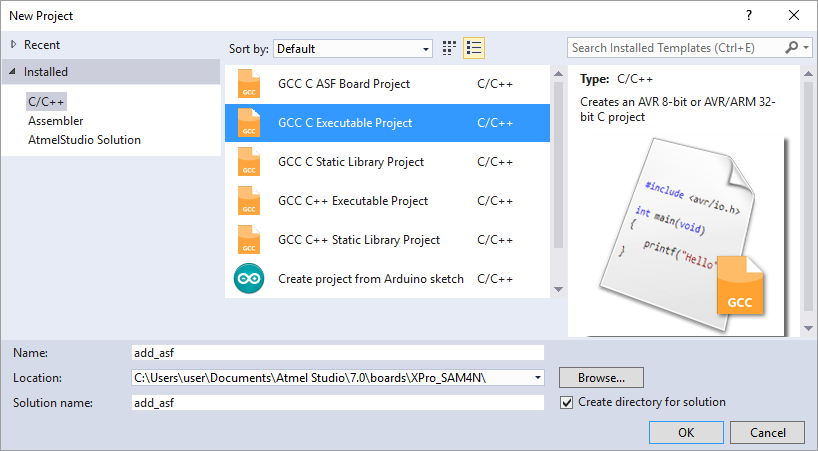 New Project
Recent
Installed
C/C++
Assembler
AtmelStudio Solution
Sort by: Default
Search Installed Templates (Ctrl+E)
GCC GCC C ASF Board Project C/C++
GCC GCC C Executable Project C/C++
GCC GCC C Static Library Project C/C++
GCC GCC C++ Executable Project C/C++
GCC GCC C++ Static Library Project C/C++
Create project from Arduino sketch C/C++
Type: C/C++
Creates an AVR 8-bit or AVR/ARM 32-
bit C project
#include <avr/io.h>
int main(void)
{
printf("Hello"
}
GCC
Name: add_asf
Location: C:\Users\user\Documents\Atmel Studio\7.0\boards\XPro_SAM4N\ Browse...
Solution name: add_asf Create directory for solution
OK Cancel